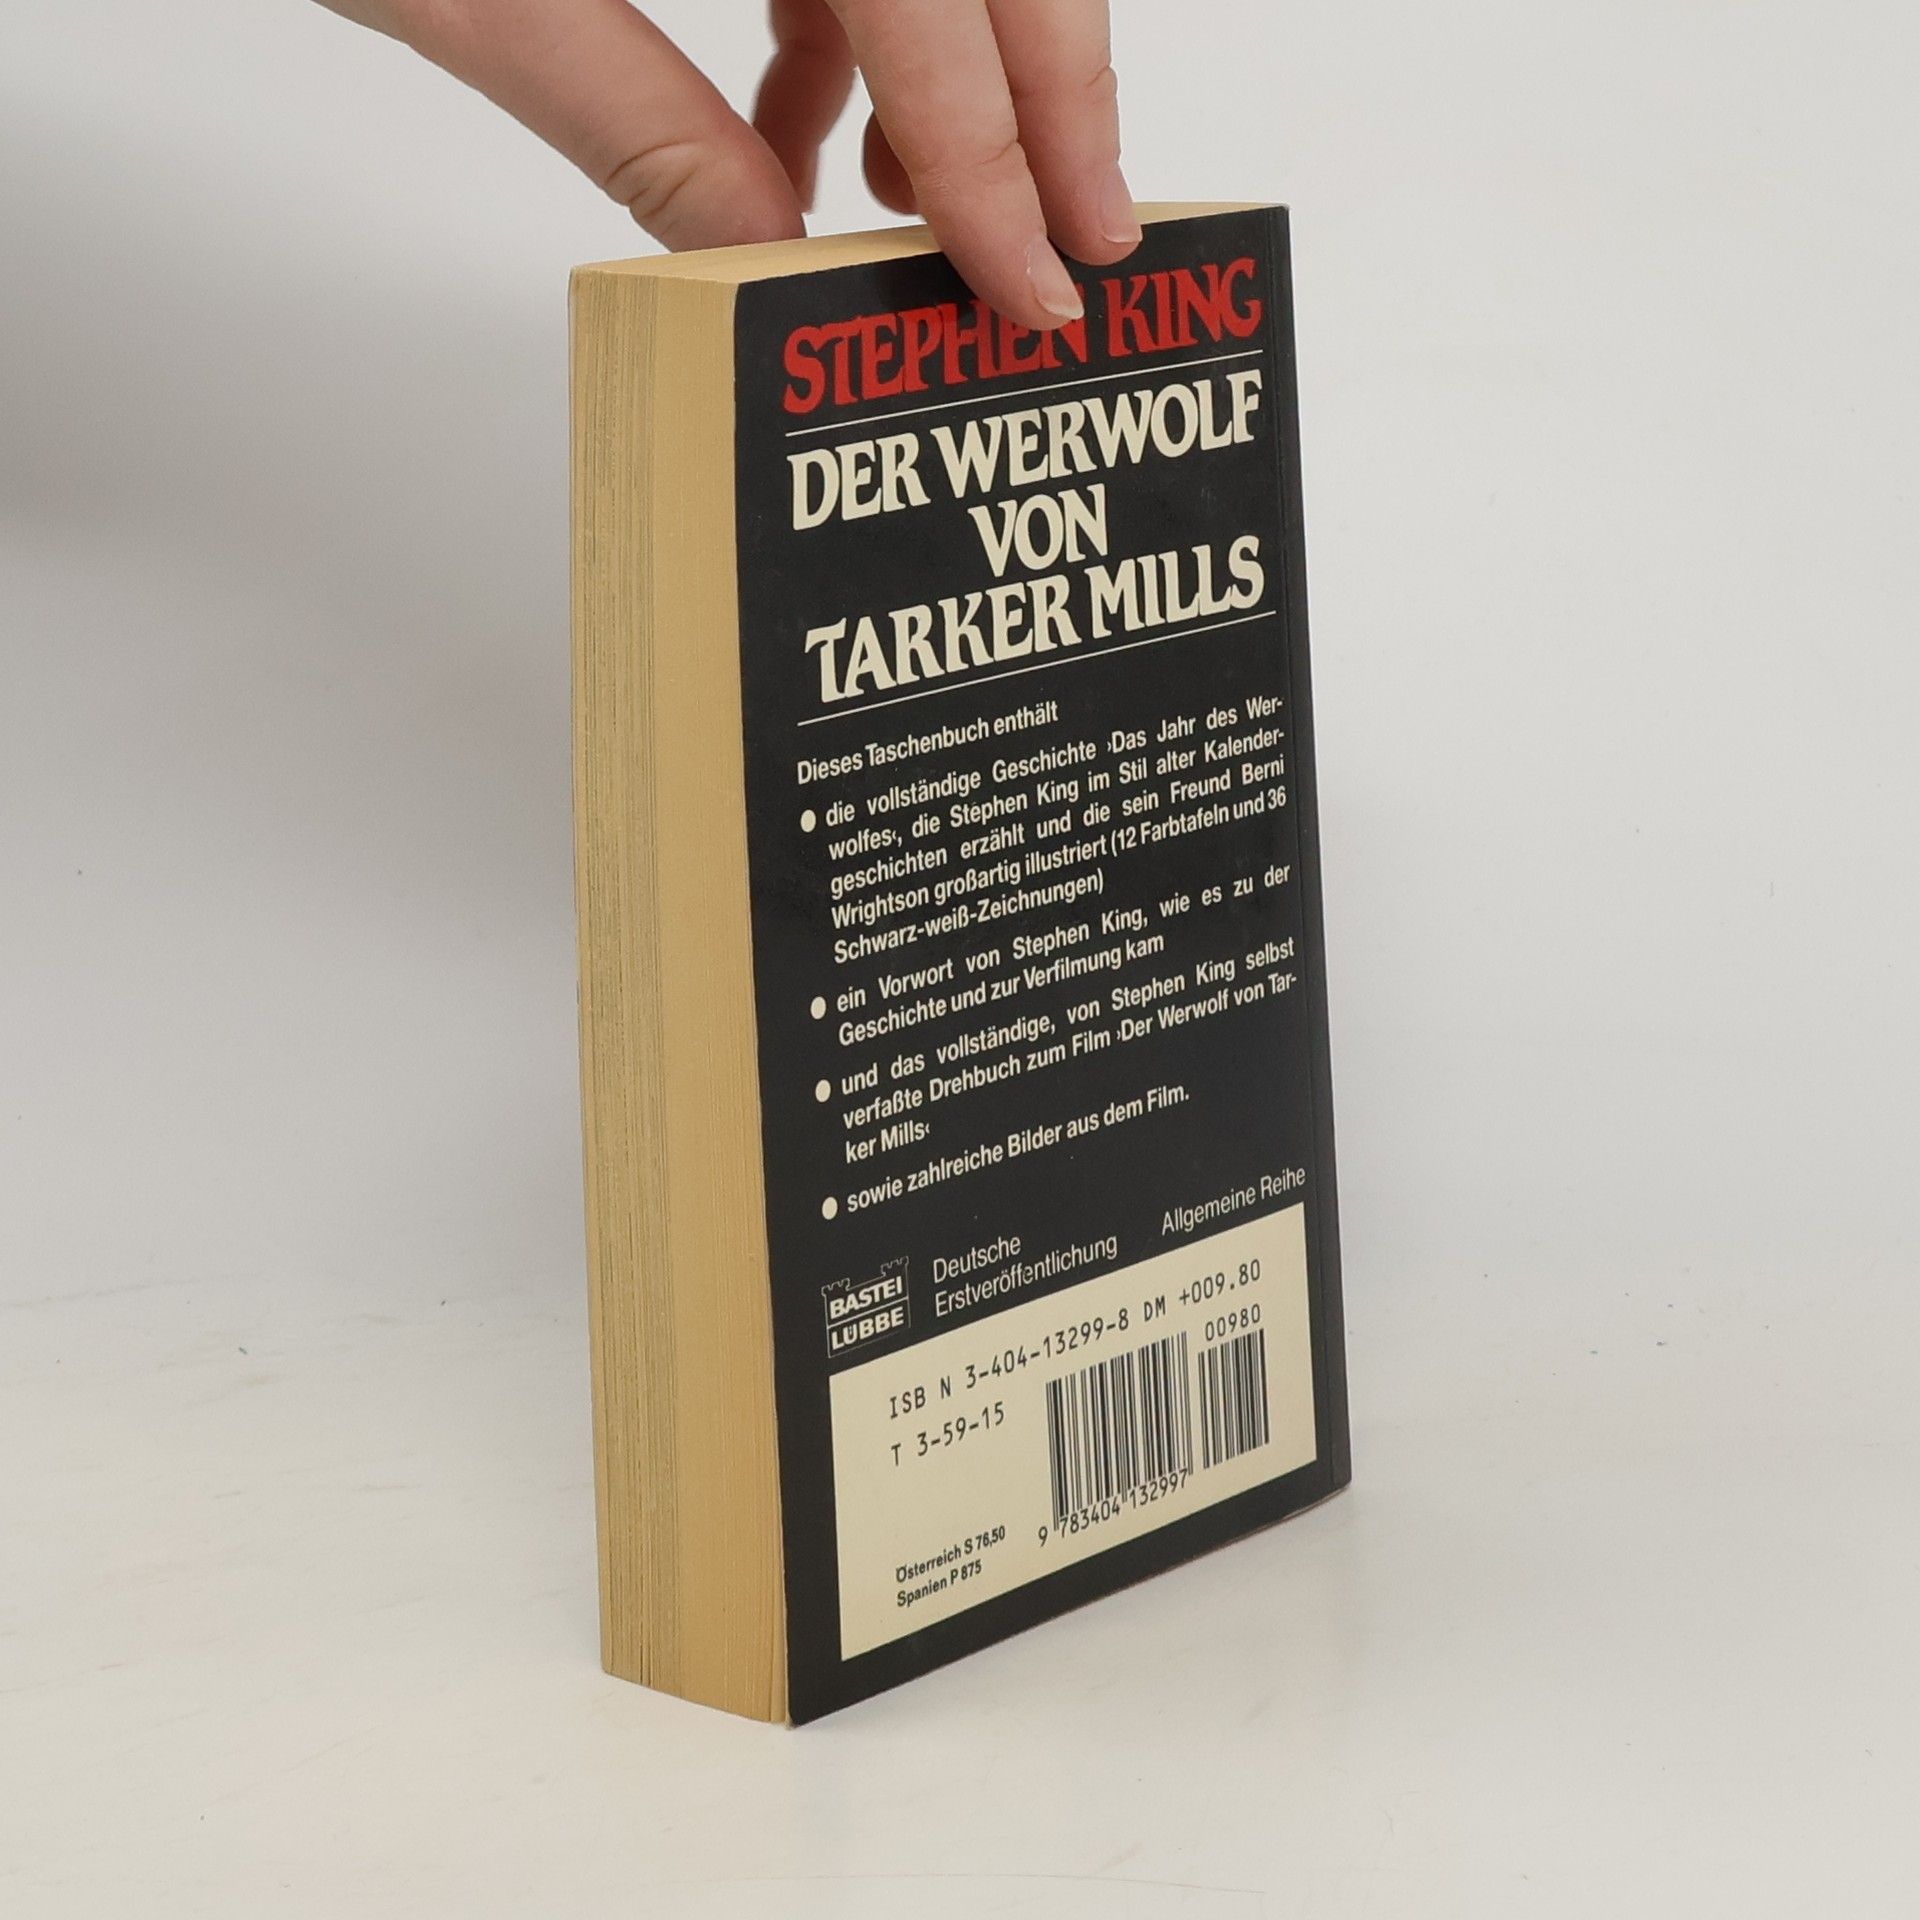 STEPHEN KING
DER WERWOLF
VON
TARKER MILLS
Dieses Taschenbuch enthält
● die vollständige Geschichte ›Das Jahr des Wer-
wolfes‹, die Stephen King im Stil alter Kalender-
geschichten erzählt und die sein Freund Berni
Wrightson großartig illustriert (12 Farbtafeln und 36
Schwarz-weiß-Zeichnungen)
● ein Vorwort von Stephen King, wie es zu der
Geschichte und zur Verfilmung kam
● und das vollständige, von Stephen King selbst
verfaßte Drehbuch zum Film ›Der Werwolf von Tar-
ker Mills‹
● sowie zahlreiche Bilder aus dem Film.
BASTEI
LÜBBE
Deutsche
Erstveröffentlichung
Allgemeine Reihe
ISB N 3-404-13299-8 DM +009.80
T 3-59-15
00980
9 783404 132997
Österreich S 76,50
Spanien P 875